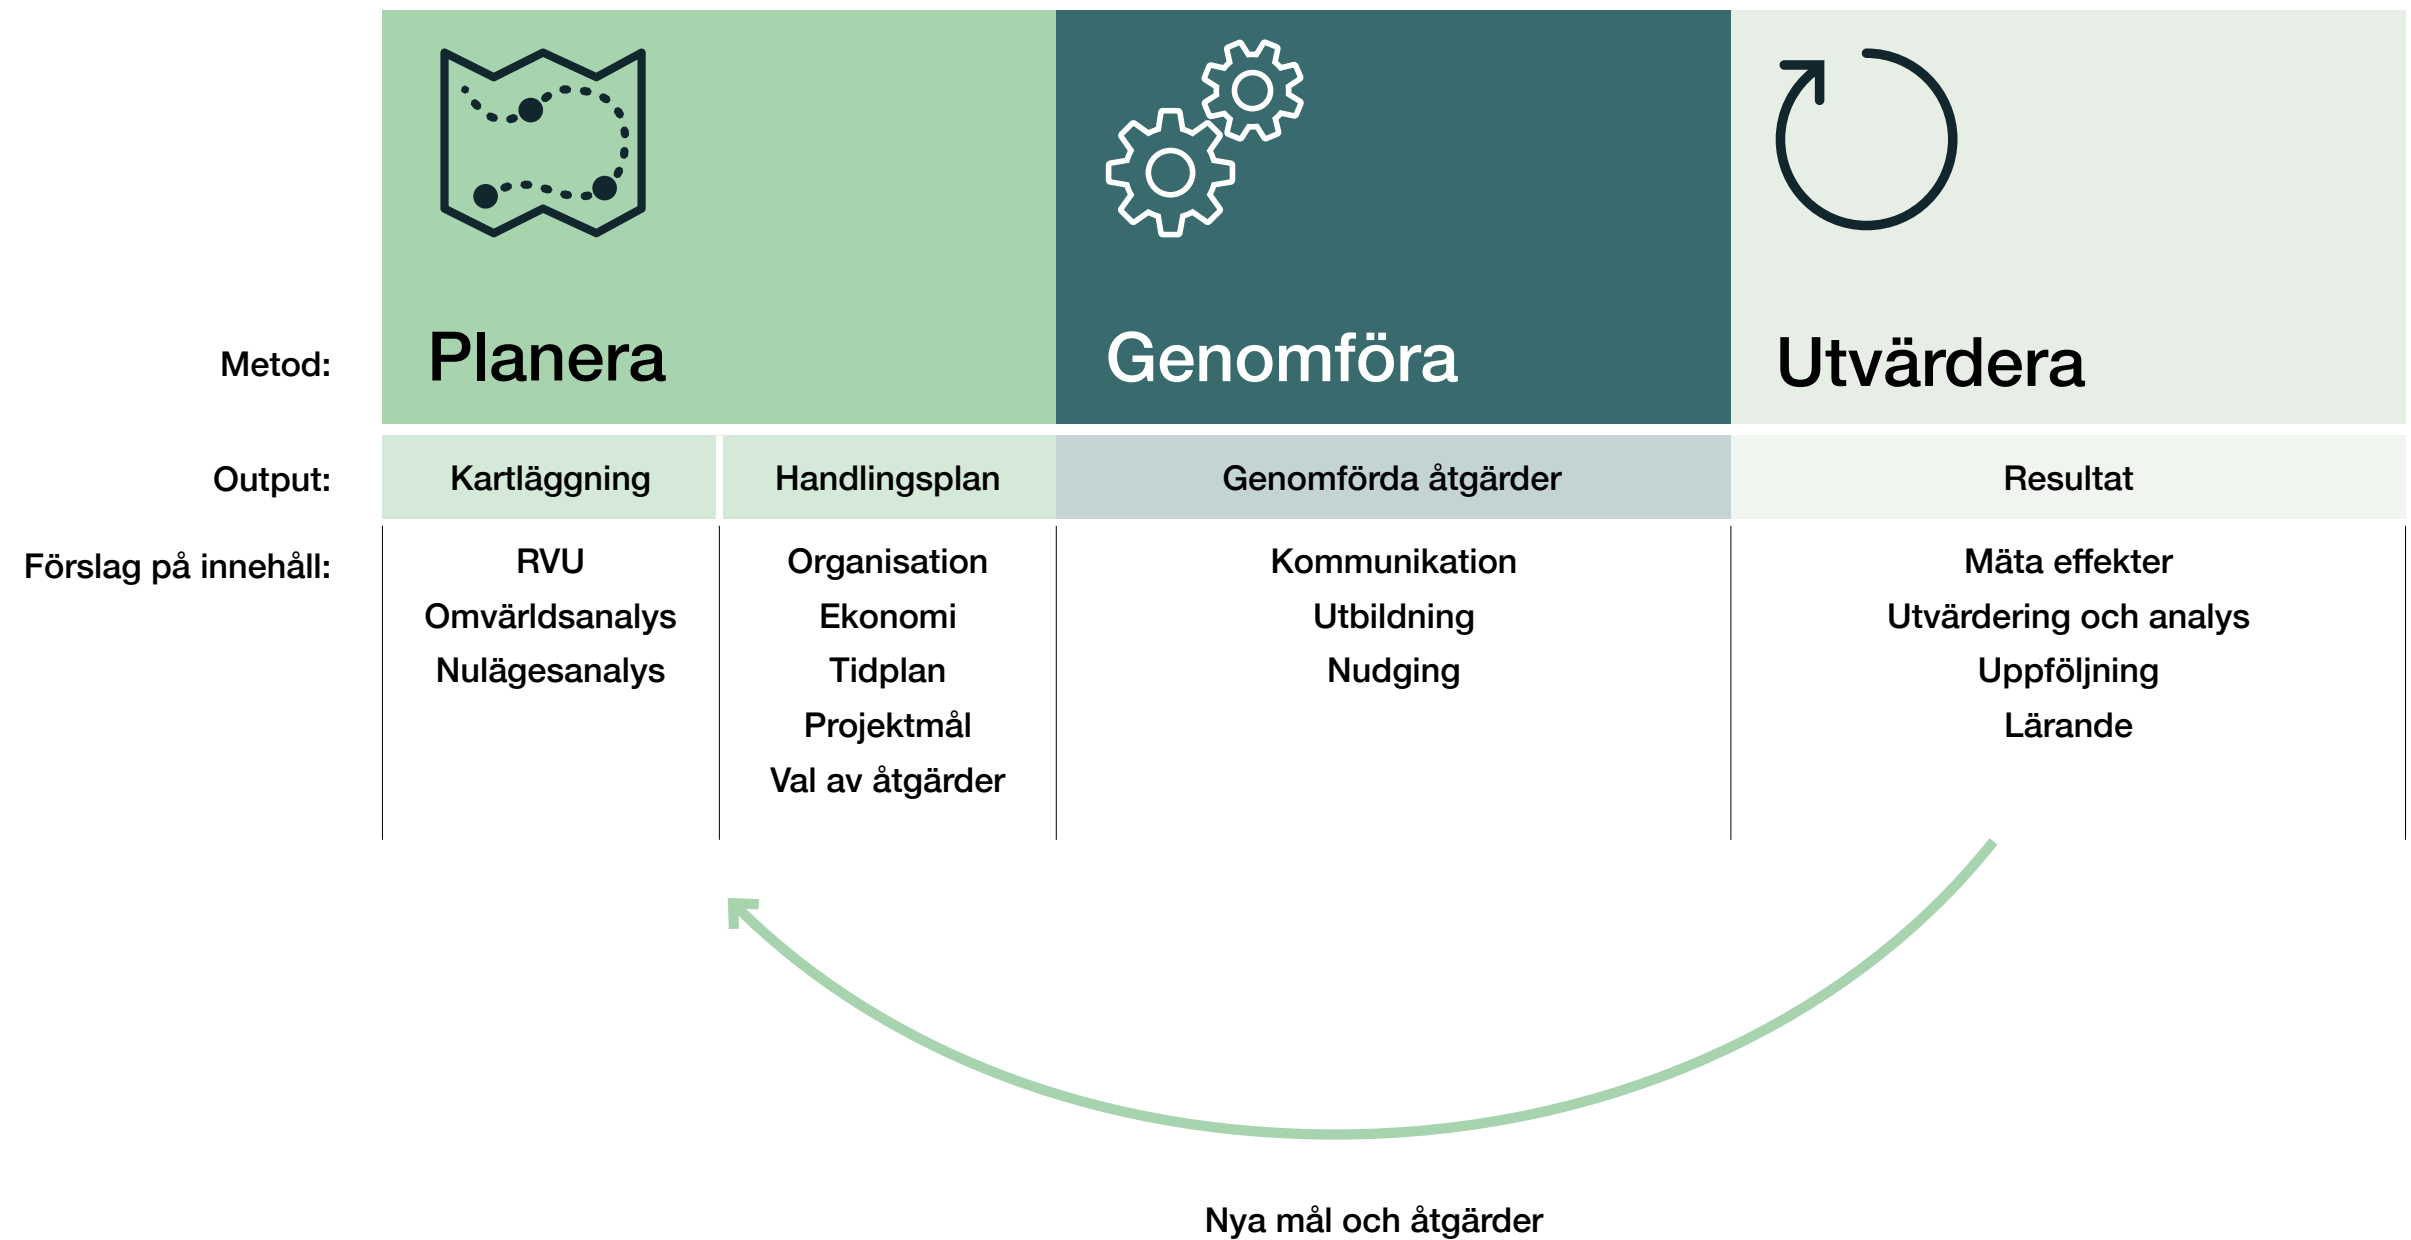 Metod:
Planera
Genomföra
Utvärdera
Output:
Kartläggning
Handlingsplan
Genomförda åtgärder
Resultat
Förslag på innehåll:
RVU
Omvärldsanalys
Nulägesanalys
Organisation
Ekonomi
Tidplan
Projektmål
Val av åtgärder
Kommunikation
Utbildning
Nudging
Mäta effekter
Utvärdering och analys
Uppföljning
Lärande
Nya mål och åtgärder